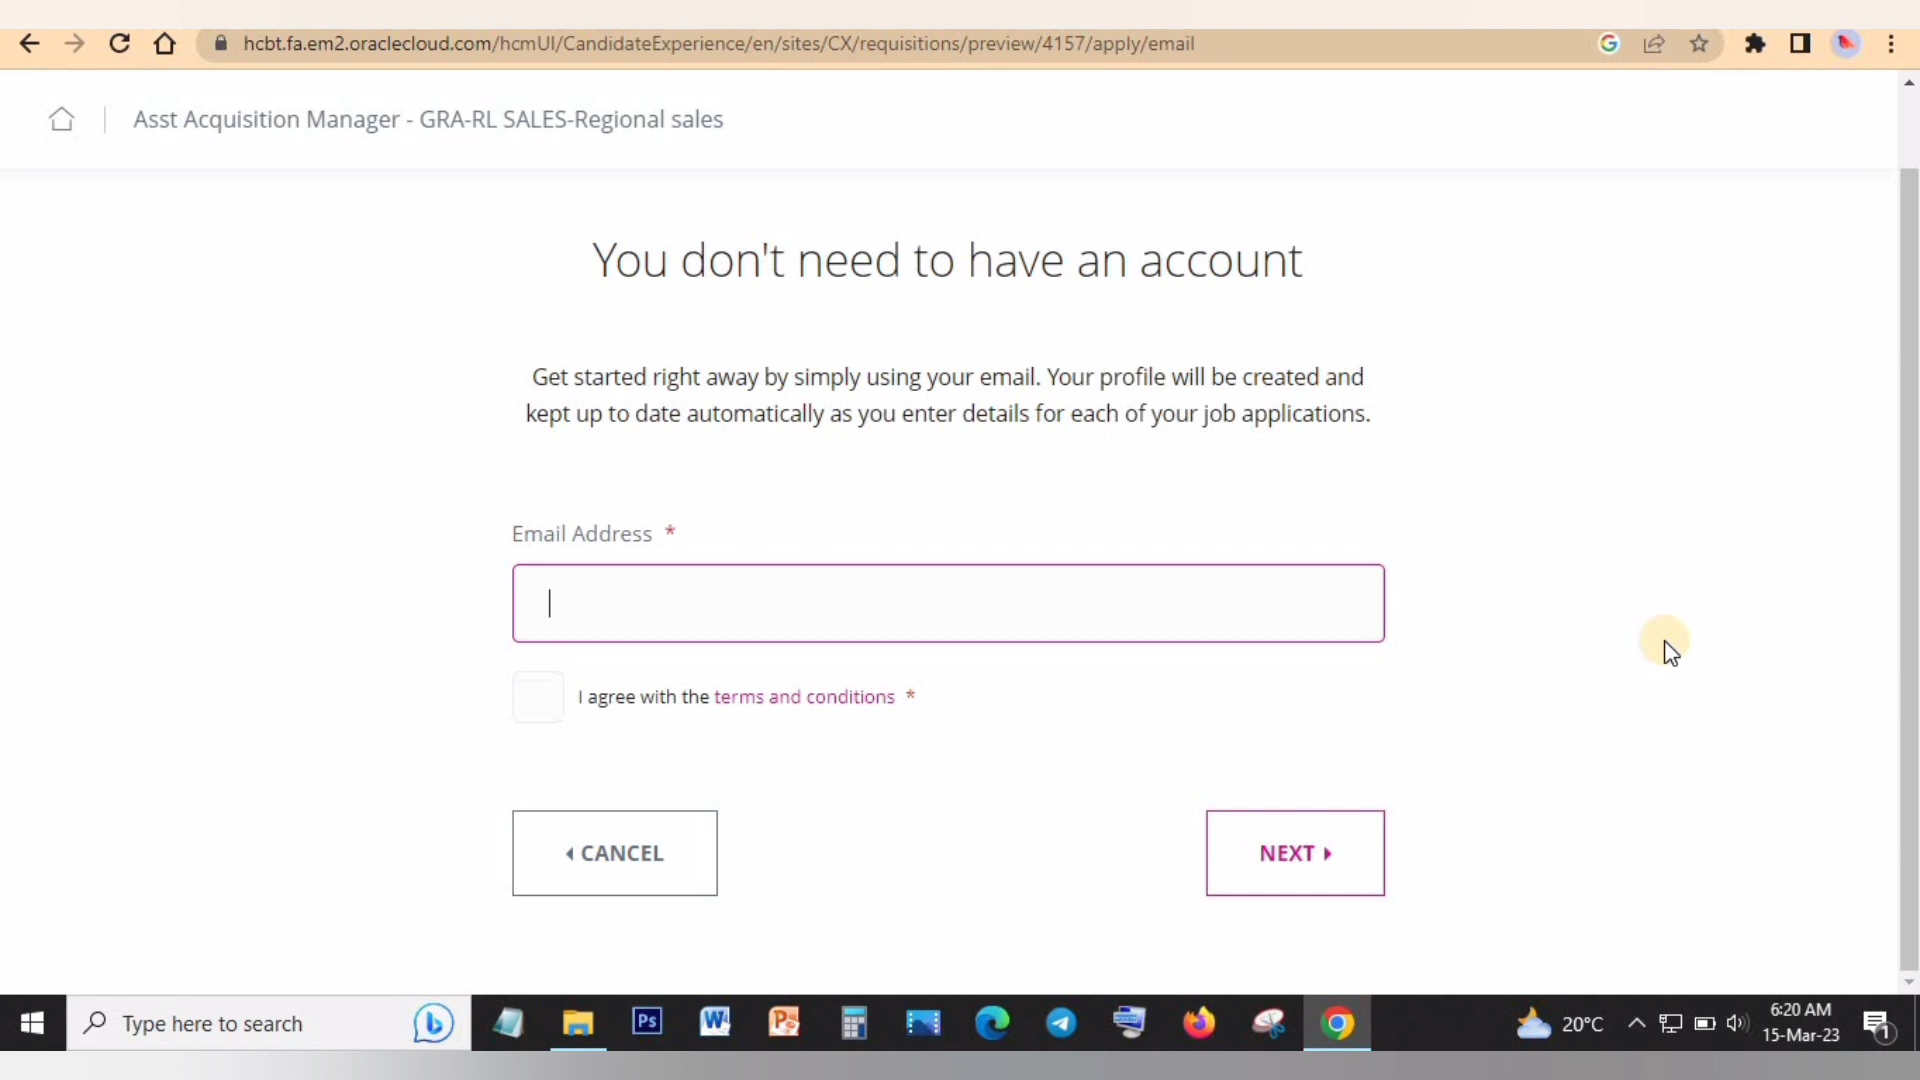 hcbt.fa.em2.oraclecloud.com/hcmUI/CandidateExperience/en/sites/CX/requisitions/preview/4157/apply/email
Asst Acquisition Manager - GRA-RL SALES-Regional sales
You don't need to have an account
Get started right away by simply using your email. Your profile will be created and
kept up to date automatically as you enter details for each of your job applications.
Email Address *
I agree with the terms and conditions *
CANCEL
NEXT
Type here to search
Ps
20°C
6:20 AM
15-Mar-23
1